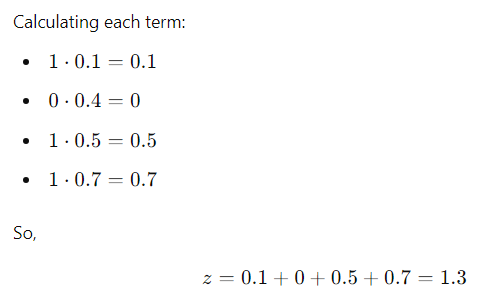 Calculating each term:
• 1 · 0.1 = 0.1
• 0 · 0.4 = 0
• 1 · 0.5 = 0.5
• 1 · 0.7 = 0.7
So,
z = 0.1 + 0 + 0.5 + 0.7 = 1.3